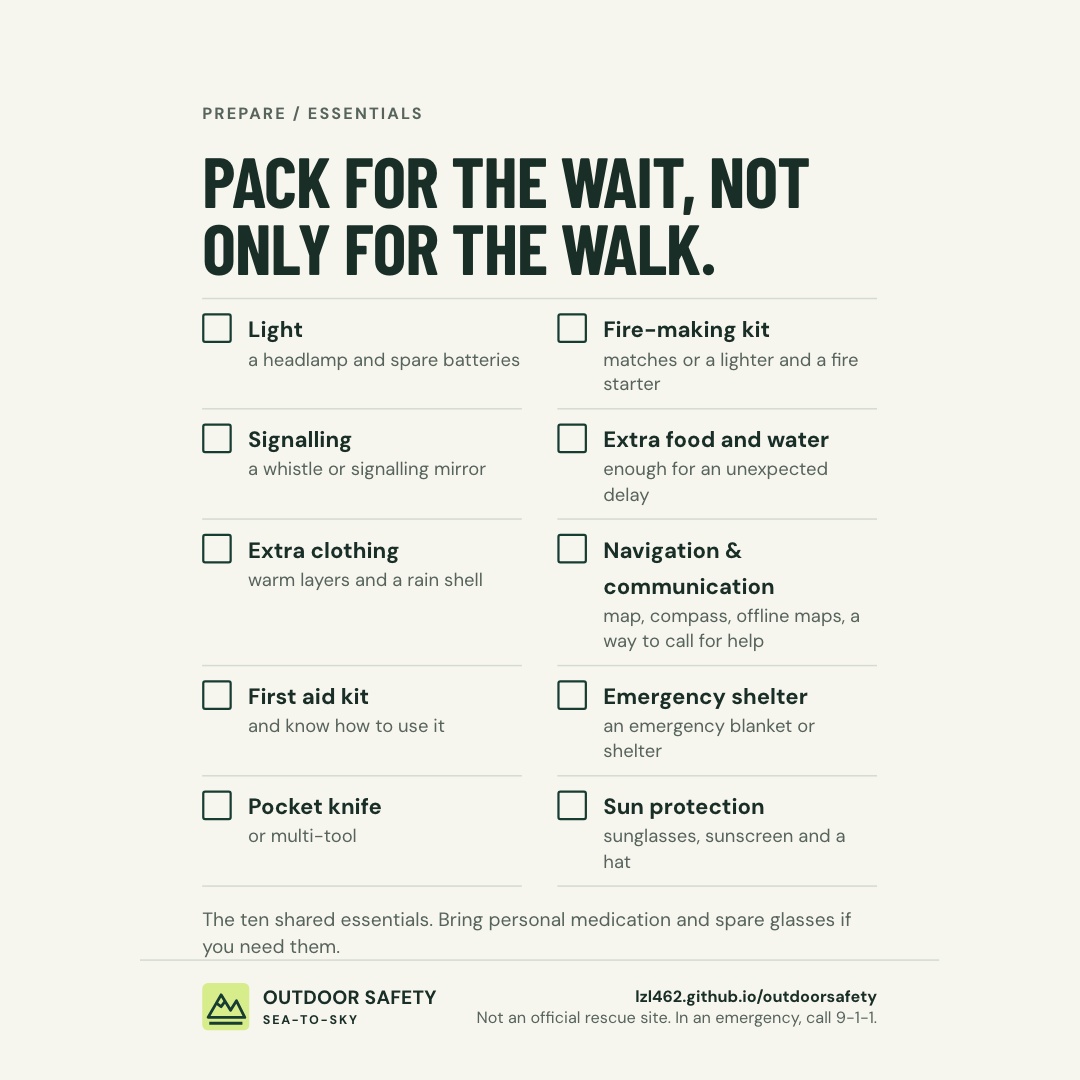 PREPARE / ESSENTIALS
PACK FOR THE WAIT, NOT
ONLY FOR THE WALK.
Light
a headlamp and spare batteries
Fire-making kit
matches or a lighter and a fire
starter
Signalling
a whistle or signalling mirror
Extra food and water
enough for an unexpected
delay
Extra clothing
warm layers and a rain shell
Navigation &
communication
map, compass, offline maps, a
way to call for help
First aid kit
and know how to use it
Emergency shelter
an emergency blanket or
shelter
Pocket knife
or multi-tool
Sun protection
sunglasses, sunscreen and a
hat
The ten shared essentials. Bring personal medication and spare glasses if
you need them.
OUTDOOR SAFETY
SEA-TO-SKY
lzl462.github.io/outdoorsafety
Not an official rescue site. In an emergency, call 9-1-1.